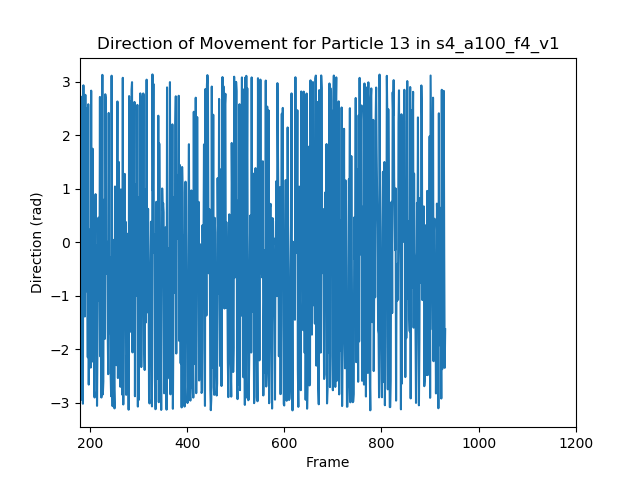 Direction of Movement for Particle 13 in s4_a100_f4_v1
3
2
1
0
−1
−2
−3
Direction (rad)
200 400 600 800 1000 1200
Frame